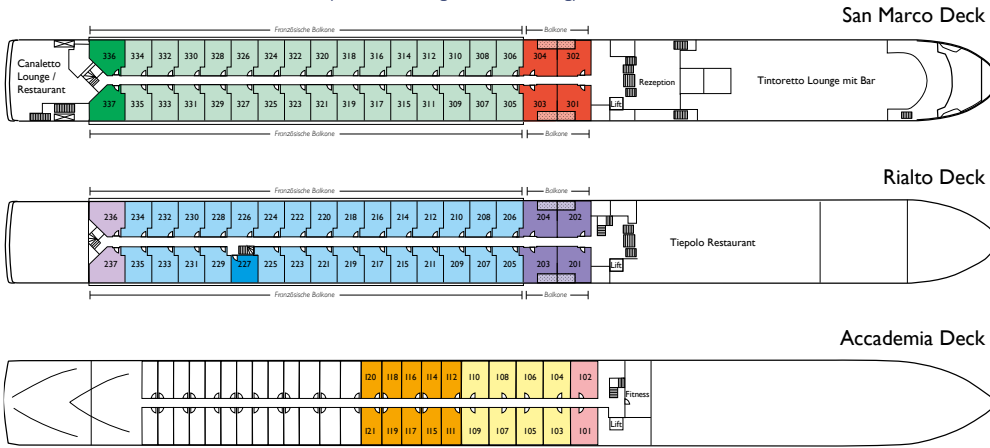 San Marco Deck
Französische Balkone
Balkone
336 334 332 330 328 326 324 322 320 318 316 314 312 310 308 306 304 302
Canaletto
Lounge /
Restaurant
Rezeption
Tintoretto Lounge mit Bar
Lift
337 335 333 331 329 327 325 323 321 319 317 315 311 309 307 305 303 301
Französische Balkone
Balkone
Rialto Deck
Französische Balkone
Balkone
236 234 232 230 228 226 224 222 220 218 216 214 212 210 208 206 204 202
Tiepolo Restaurant
Lift
237 235 233 231 229 227 225 223 221 219 217 215 211 209 207 205 203 201
Französische Balkone
Balkone
Accademia Deck
120 118 116 114 112 110 108 106 104 102
Fitness
Lift
121 119 117 115 111 109 107 105 103 101